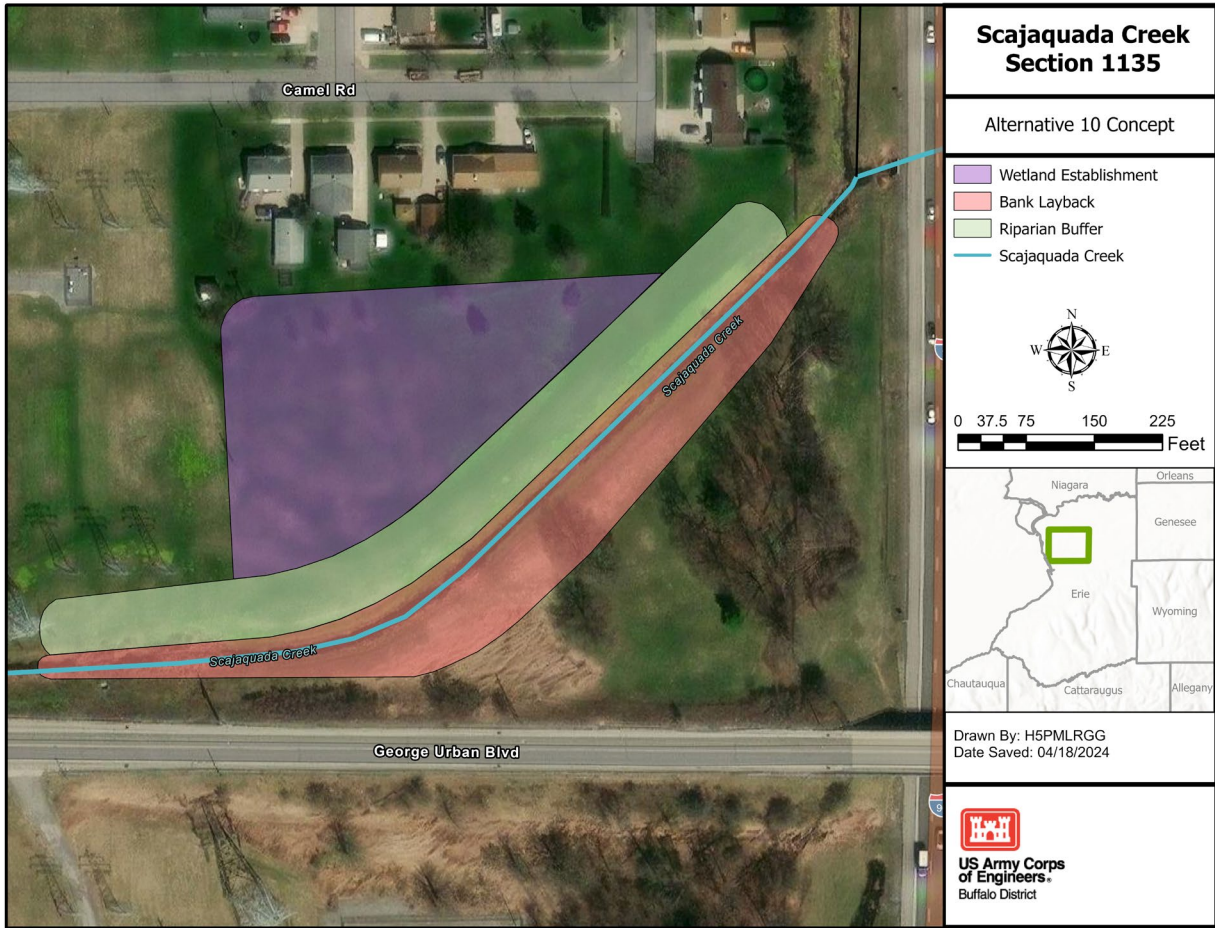 Scajaquada Creek
Section 1135
Alternative 10 Concept
Wetland Establishment
Bank Layback
Riparian Buffer
Scajaquada Creek
N
W E
S
0 37.5 75 150 225
Feet
Niagara
Orleans
Genesee
Erie
Wyoming
Chautauqua
Cattaraugus
Allegany
Drawn By: H5PMLRGG
Date Saved: 04/18/2024
US Army Corps
of Engineers®
Buffalo District
Camel Rd
Scajaquada Creek
Scajaquada Creek
George Urban Blvd